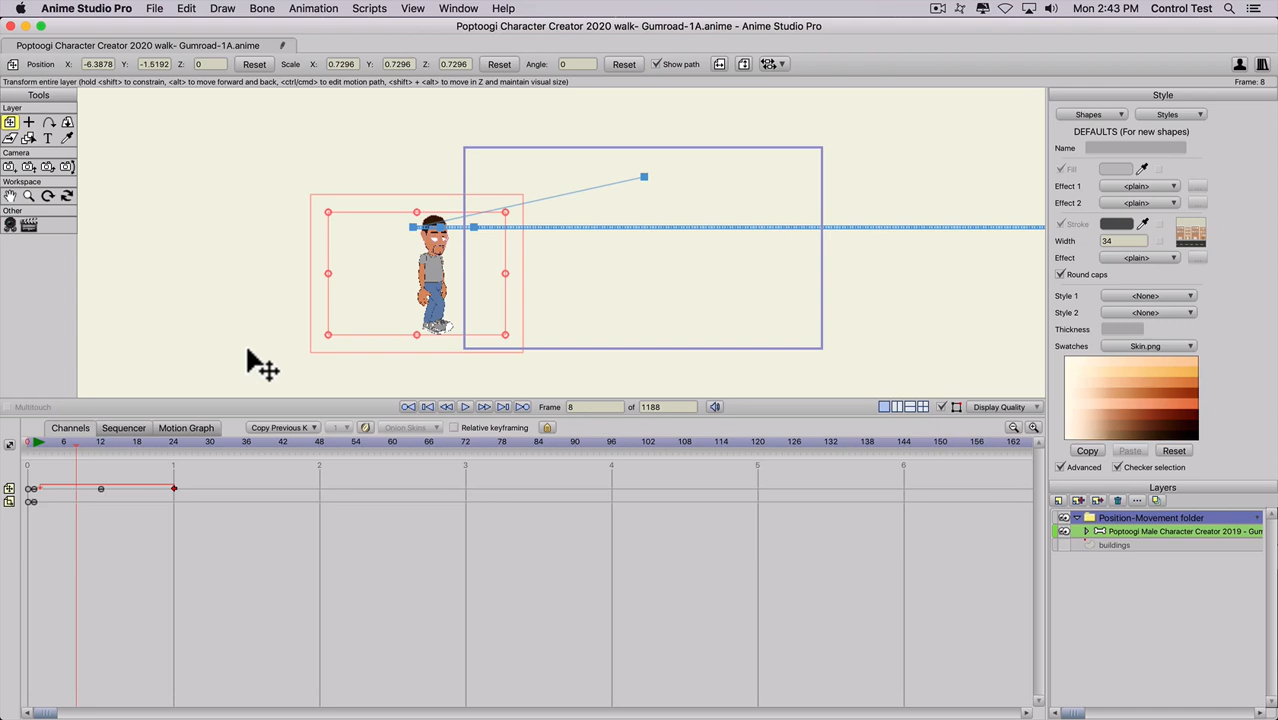 Anime Studio Pro File Edit Draw Bone Animation Scripts View Window Help Mon 2:43 PM Control Test
Poptoogi Character Creator 2020 walk- Gumroad-1A.anime - Anime Studio Pro
Poptoogi Character Creator 2020 walk- Gumroad-1A.anime
Position X: -6.3878 Y: -1.5192 Z: 0 Reset Scale X: 0.7296 Y: 0.7296 Z: 0.7296 Reset Angle: 0 Reset Show path
Transform entire layer (hold <shift> to constrain, <alt> to move forward and back, <ctrl/cmd> to edit motion path, <shift> + <alt> to move in Z and maintain visual size) Frame: 8
Tools
Layer
T
Camera
Workspace
Other
Style
Shapes Styles
DEFAULTS (For new shapes)
Name
Fill
Effect 1 <plain> ...
Effect 2 <plain> ...
Stroke
Width 34
Effect <plain> ...
Round caps
Style 1 <None>
Style 2 <None>
Thickness
Swatches Skin.png
Copy Paste Reset
Advanced Checker selection
Multitouch Frame 8 of 1188 Display Quality
Channels Sequencer Motion Graph Copy Previous K 1 Onion Skins Relative keyframing
0 6 12 18 24 30 36 42 48 54 60 66 72 78 84 90 96 102 108 114 120 126 132 138 144 150 156 162
0 1 2 3 4 5 6
Layers
...
Position-Movement folder
Poptoogi Male Character Creator 2019 - Gum
buildings